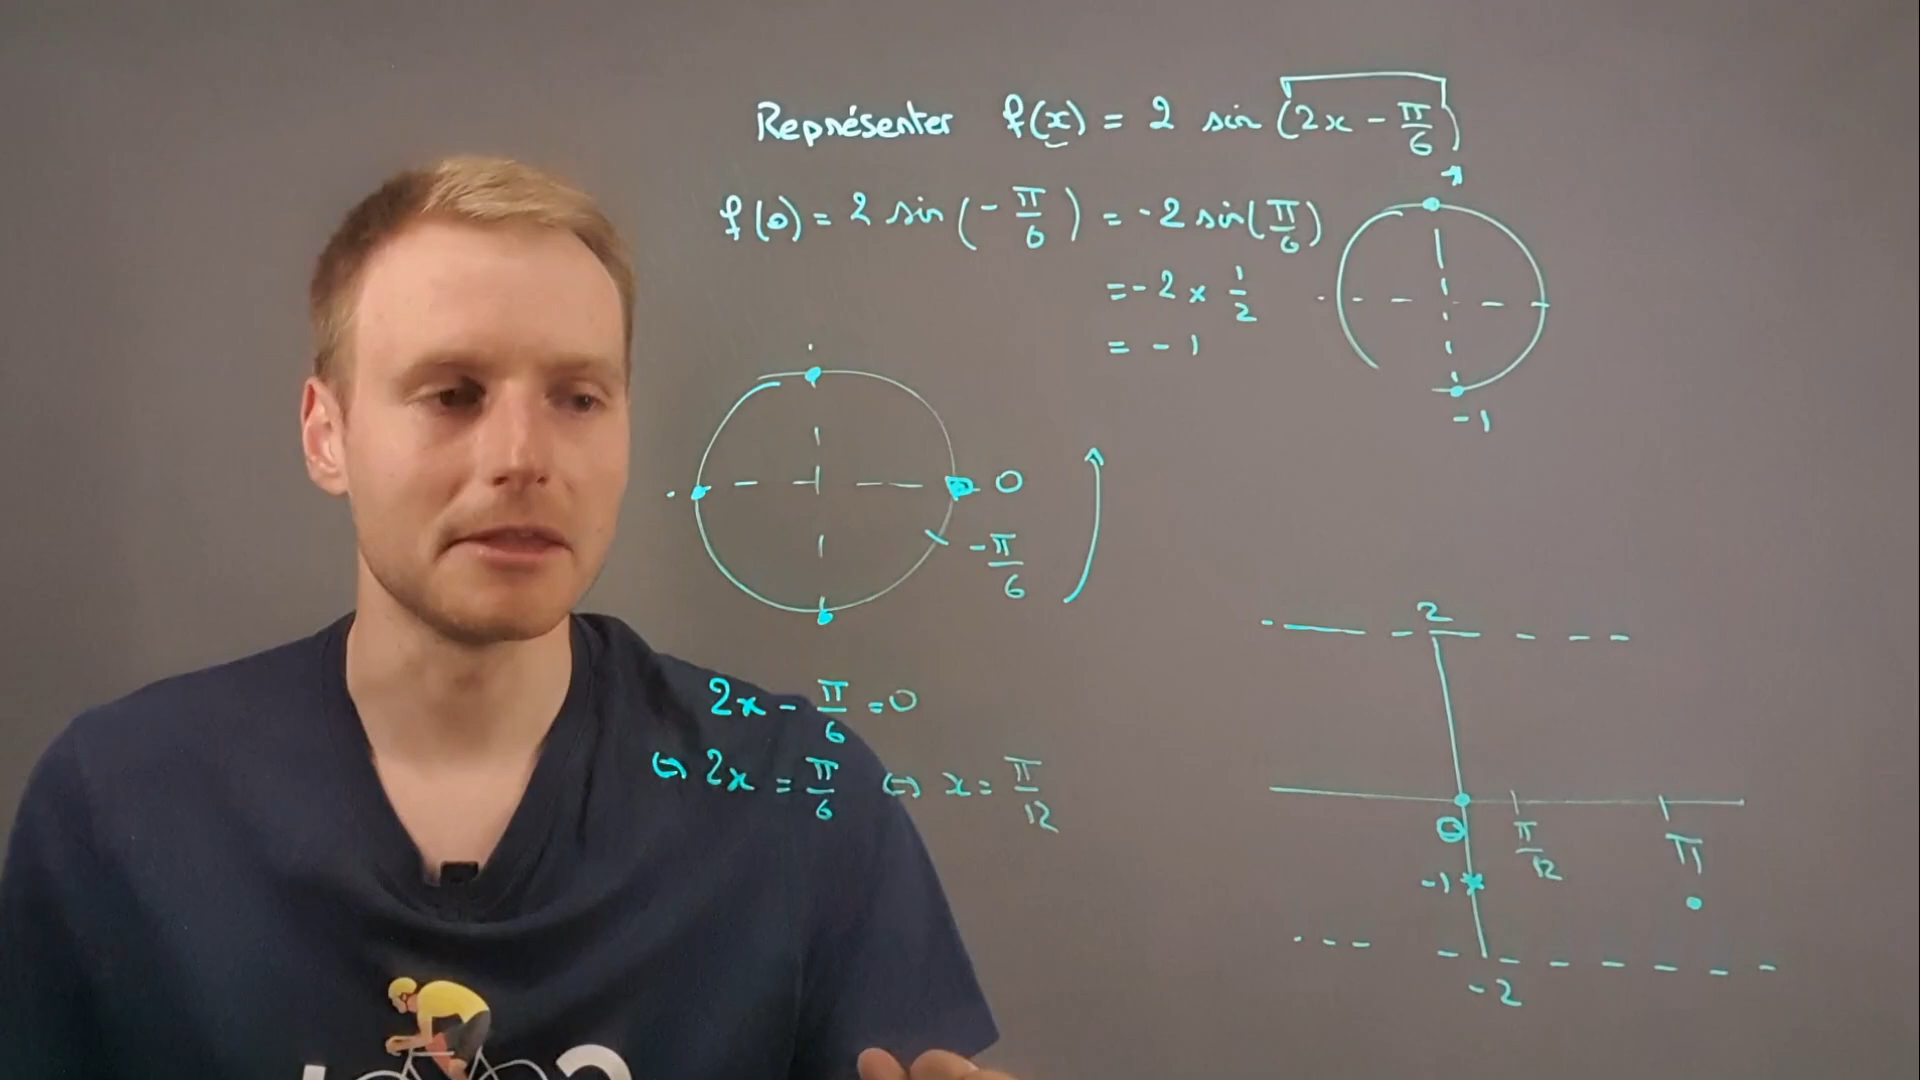 Représenter f(x) = 2 sin(2x - π/6)
f(0) = 2 sin(-π/6) = -2 sin(π/6)
= -2 × 1/2
= -1
-1
0
-π/6
2x - π/6 = 0
⇔ 2x = π/6 ⇔ x = π/12
2
0
π/12
π
-1
-2